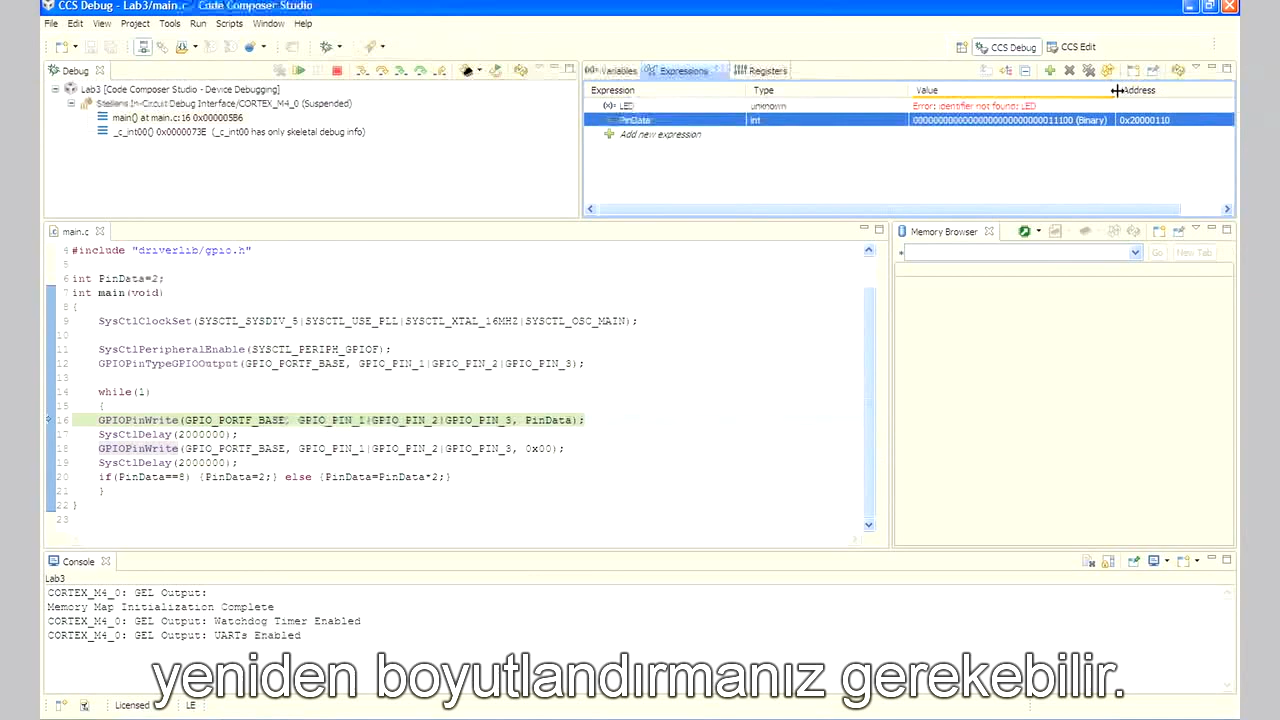 CCS Debug - Lab3/main.c - Code Composer Studio
File Edit View Project Tools Run Scripts Window Help
CCS Debug CCS Edit
Debug
Lab3 [Code Composer Studio - Device Debugging]
Stellaris In-Circuit Debug Interface/CORTEX_M4_0 (Suspended)
main() at main.c:16 0x000005B6
_c_int00() 0x0000073E (_c_int00 has only skeletal debug info)
Variables Expressions Registers
Expression Type Value Address
LED unknown Error: identifier not found: LED
PinData int 00000000000000000000000000011100 (Binary) 0x20000110
Add new expression
main.c
4 #include "driverlib/gpio.h"
5
6 int PinData=2;
7 int main(void)
8 {
9 SysCtlClockSet(SYSCTL_SYSDIV_5|SYSCTL_USE_PLL|SYSCTL_XTAL_16MHZ|SYSCTL_OSC_MAIN);
10
11 SysCtlPeripheralEnable(SYSCTL_PERIPH_GPIOF);
12 GPIOPinTypeGPIOOutput(GPIO_PORTF_BASE, GPIO_PIN_1|GPIO_PIN_2|GPIO_PIN_3);
13
14 while(1)
15 {
16 GPIOPinWrite(GPIO_PORTF_BASE, GPIO_PIN_1|GPIO_PIN_2|GPIO_PIN_3, PinData);
17 SysCtlDelay(2000000);
18 GPIOPinWrite(GPIO_PORTF_BASE, GPIO_PIN_1|GPIO_PIN_2|GPIO_PIN_3, 0x00);
19 SysCtlDelay(2000000);
20 if(PinData==8) {PinData=2;} else {PinData=PinData*2;}
21 }
22 }
23
Memory Browser
Go New Tab
Console
Lab3
CORTEX_M4_0: GEL Output:
Memory Map Initialization Complete
CORTEX_M4_0: GEL Output: Watchdog Timer Enabled
CORTEX_M4_0: GEL Output: UARTs Enabled
yeniden boyutlandırmanız gerekebilir.
Licensed LE